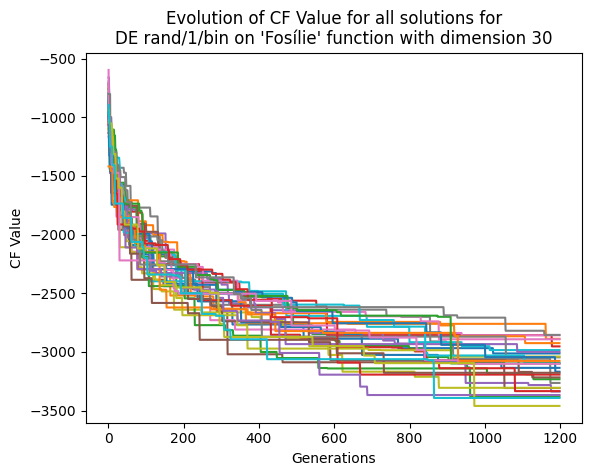 Evolution of CF Value for all solutions for
DE rand/1/bin on 'Fosílie' function with dimension 30
−500
−1000
−1500
−2000
−2500
−3000
−3500
CF Value
0 200 400 600 800 1000 1200
Generations